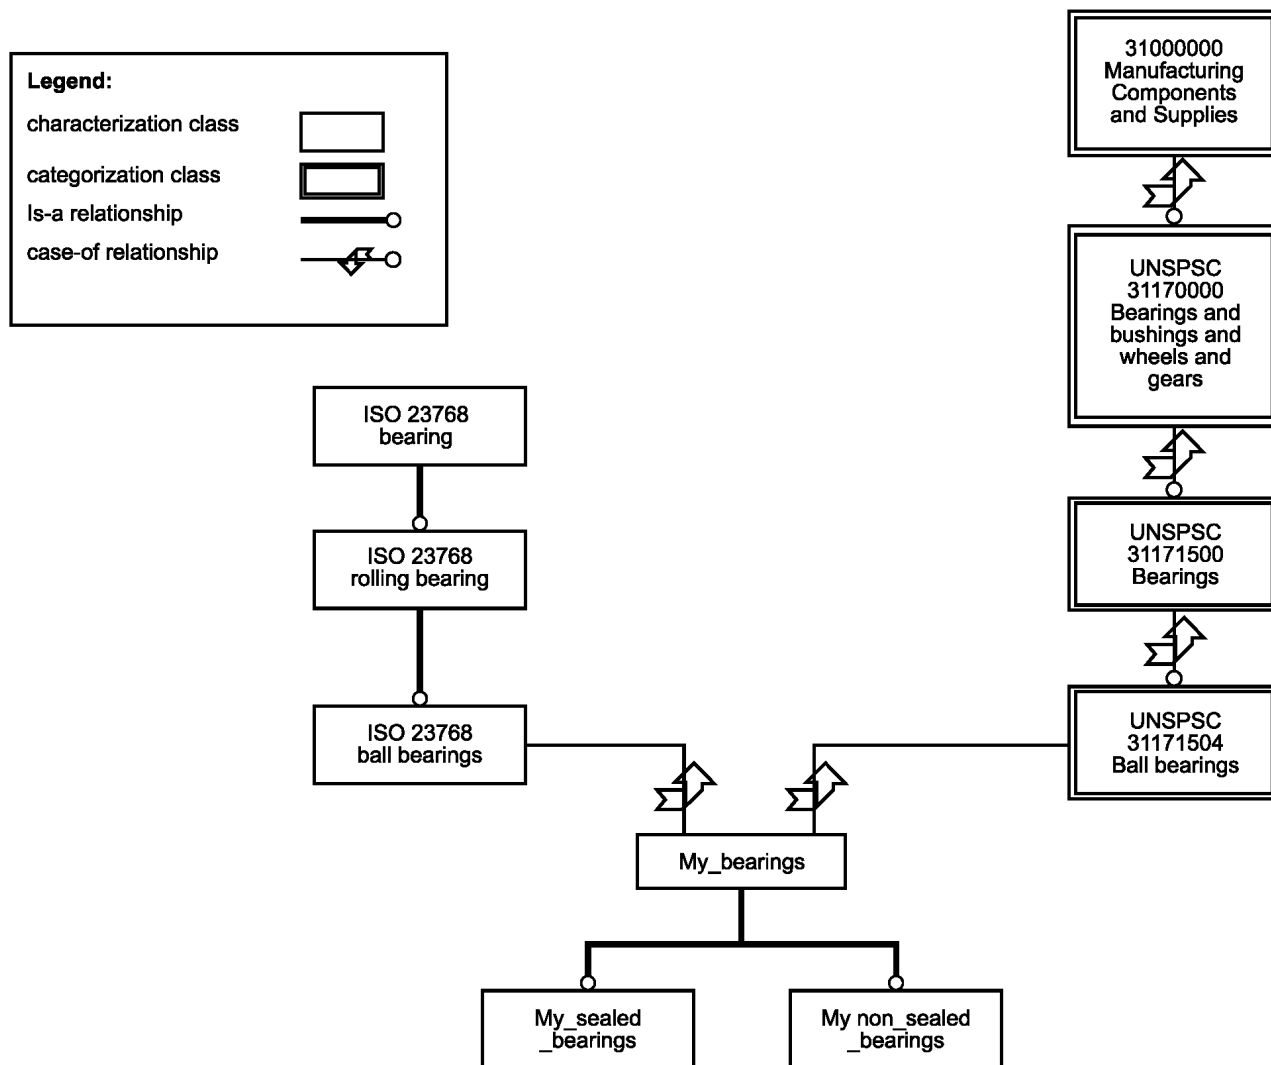 Legend:
characterization class
categorization class
Is-a relationship
case-of relationship
31000000
Manufacturing
Components
and Supplies
UNSPSC
31170000
Bearings and
bushings and
wheels and
gears
ISO 23768
bearing
UNSPSC
31171500
Bearings
ISO 23768
rolling bearing
ISO 23768
ball bearings
UNSPSC
31171504
Ball bearings
My_bearings
My_sealed
_bearings
My non_sealed
_bearings